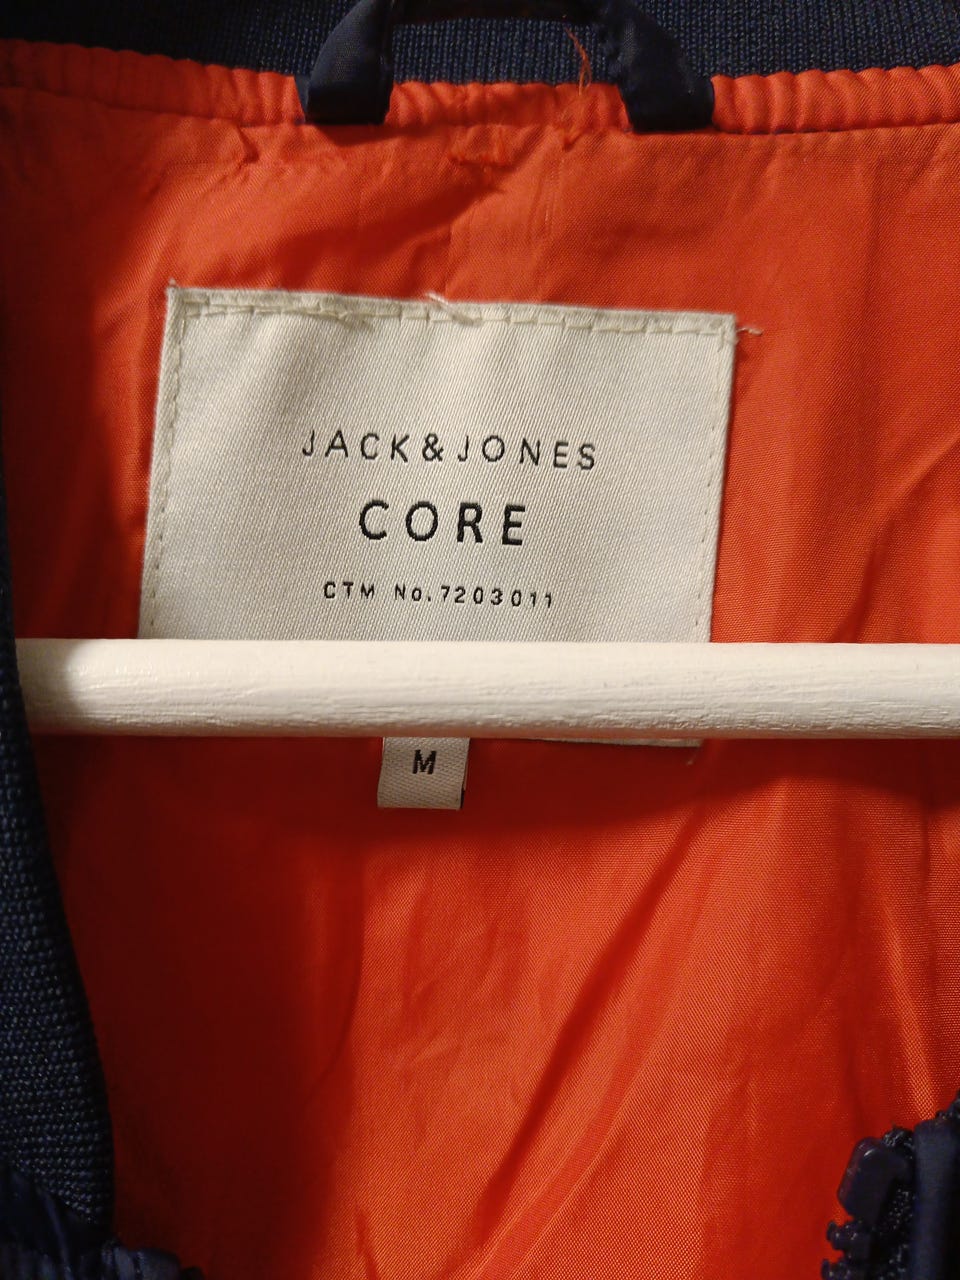 JACK & JONES
CORE
CTM No. 7203011
M